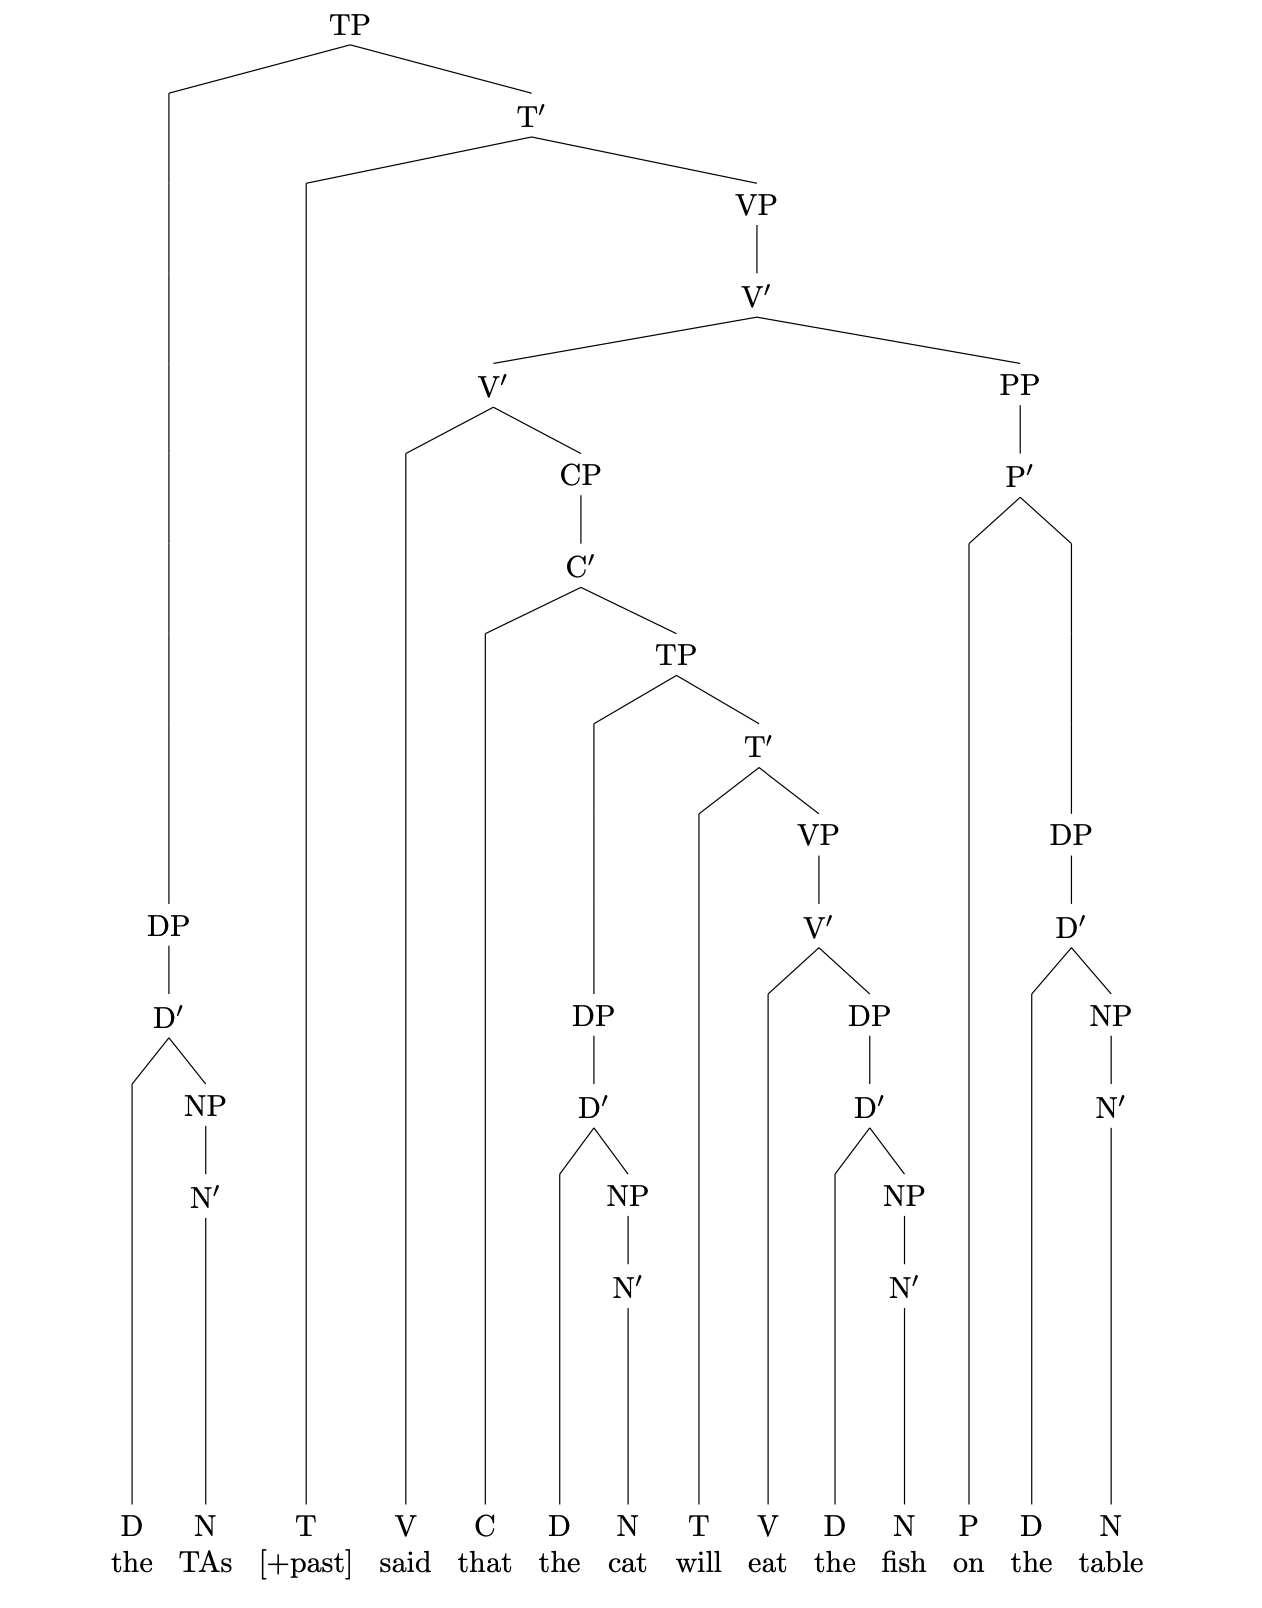 TP
T′
VP
V′
V′ PP
CP P′
C′
TP
T′
VP DP
DP V′ D′
D′ DP DP NP
NP D′ D′ N′
N′ NP NP
N′ N′
D N T V C D N T V D N P D N
the TAs [+past] said that the cat will eat the fish on the table